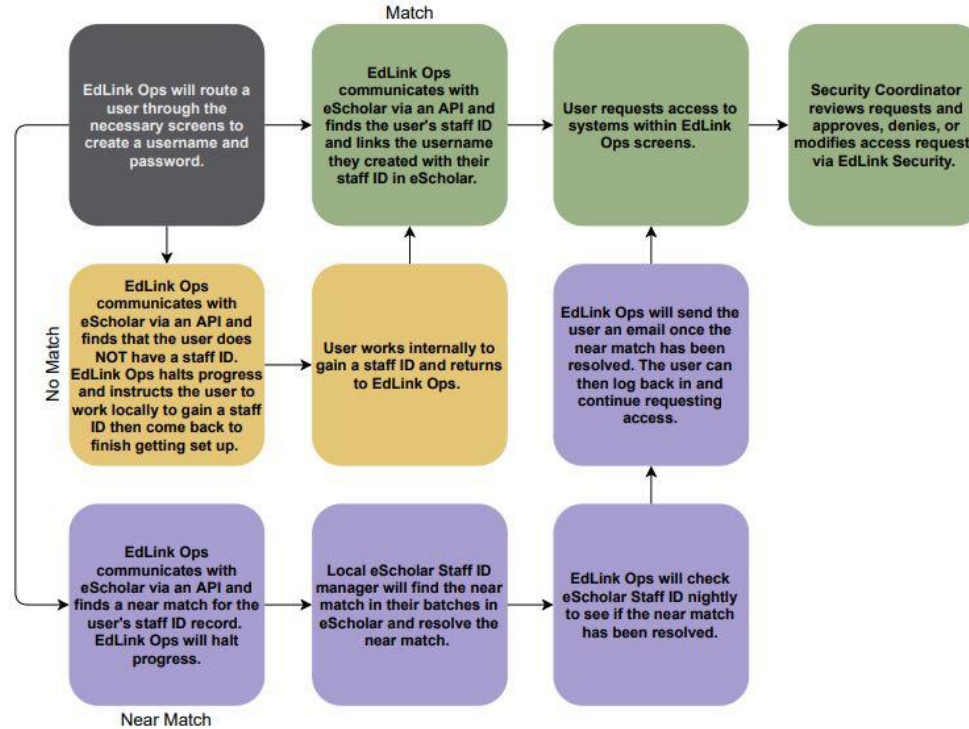 Match
EdLink Ops will route a
user through the
necessary screens to
create a username and
password.
EdLink Ops
communicates with
eScholar via an API and
finds the user's staff ID
and links the username
they created with their
staff ID in eScholar.
User requests access to
systems within EdLink
Ops screens.
Security Coordinator
reviews requests and
approves, denies, or
modifies access request
via EdLink Security.
No Match
EdLink Ops
communicates with
eScholar via an API and
finds that the user does
NOT have a staff ID.
EdLink Ops halts progress
and instructs the user to
work locally to gain a staff
ID then come back to
finish getting set up.
User works internally to
gain a staff ID and returns
to EdLink Ops.
EdLink Ops will send the
user an email once the
near match has been
resolved. The user can
then log back in and
continue requesting
access.
EdLink Ops
communicates with
eScholar via an API and
finds a near match for the
user's staff ID record.
EdLink Ops will halt
progress.
Local eScholar Staff ID
manager will find the near
match in their batches in
eScholar and resolve the
near match.
EdLink Ops will check
eScholar Staff ID nightly
to see if the near match
has been resolved.
Near Match